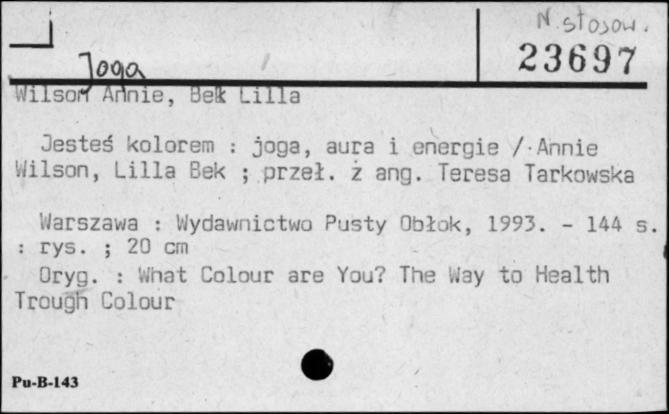 N. stosow.
23697
Joga
Wilson Annie, Bek Lilla
Jesteś kolorem : joga, aura i energie / Annie
Wilson, Lilla Bek ; przeł. z ang. Teresa Tarkowska
Warszawa : Wydawnictwo Pusty Obłok, 1993. - 144 s.
: rys. ; 20 cm
Oryg. : What Colour are You? The Way to Health
Trough Colour
Pu-B-143